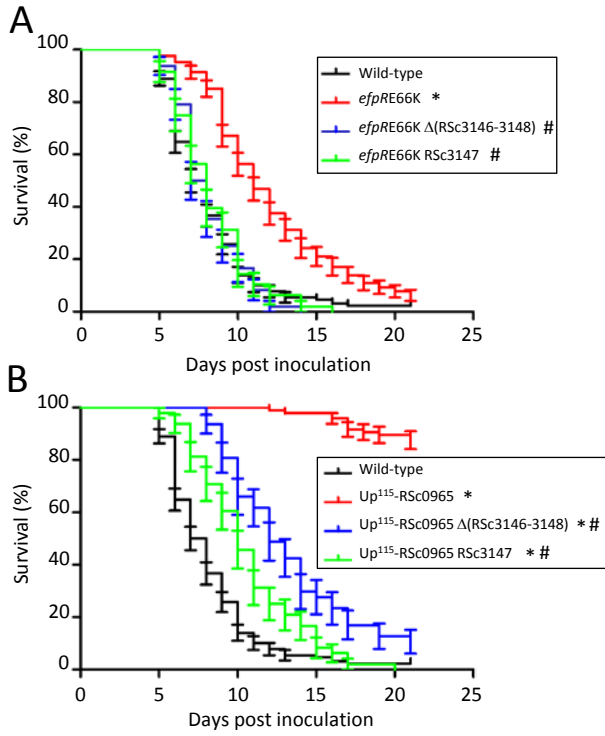 A
100
80
60
40
20
0
Survival (%)
Wild-type
efpRE66K *
efpRE66K Δ(RSc3146-3148) #
efpRE66K RSc3147 #
0 5 10 15 20 25
Days post inoculation
B
100
80
60
40
20
0
Survival (%)
Wild-type
Up¹¹⁵-RSc0965 *
Up¹¹⁵-RSc0965 Δ(RSc3146-3148) * #
Up¹¹⁵-RSc0965 RSc3147 * #
0 5 10 15 20 25
Days post inoculation